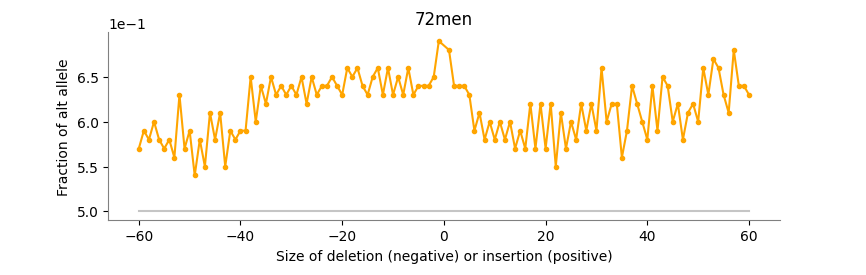 72men
1e−1
Fraction of alt allele
6.5
6.0
5.5
5.0
−60 −40 −20 0 20 40 60
Size of deletion (negative) or insertion (positive)